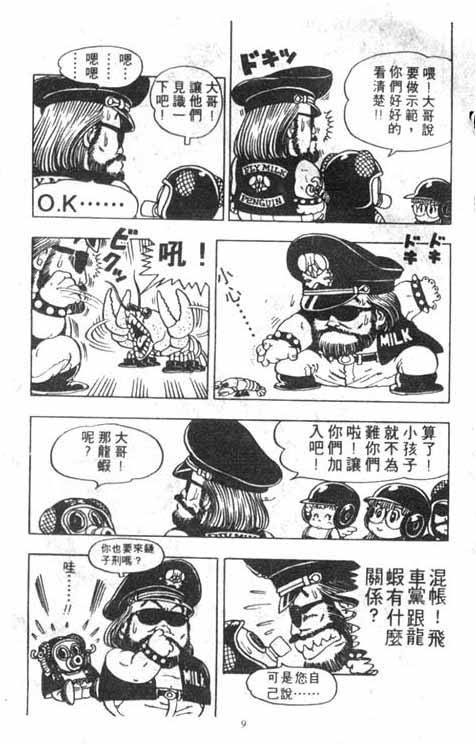 喂！大哥說
要做示範，
你們好好的
看清楚!!
ドキッ
FLY MILK
PENGUIN
大哥！
讓他們
見識一
下吧！
嗯……
嗯……
嗯……
O.K……
ドキ
ドキ
小心……
MILK
吼！
ビクッ
算了！
小孩子
就不為
難你們
啦！讓
你們加
入吧！
大哥！
那龍蝦
呢？
混帳！飛
車黨跟龍
蝦有什麼
關係？
可是您自
己說……
你也要來鏈
子刑嗎？
哇……!!
9